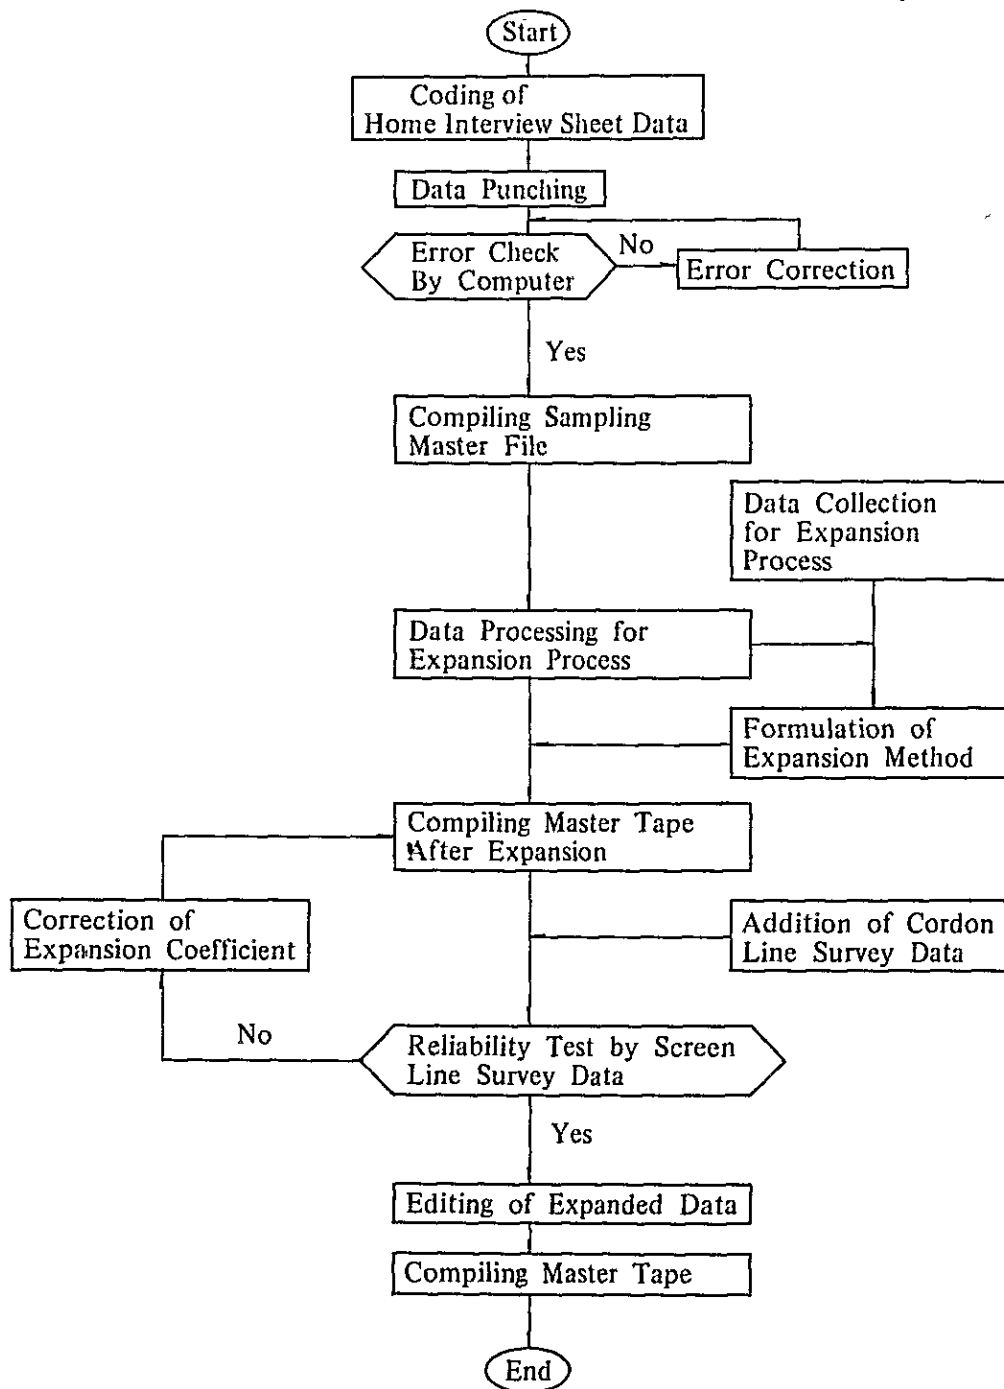 Start
Coding of
Home Interview Sheet Data
Data Punching
Error Check
By Computer
No
Error Correction
Yes
Compiling Sampling
Master File
Data Collection
for Expansion
Process
Data Processing for
Expansion Process
Formulation of
Expansion Method
Compiling Master Tape
After Expansion
Correction of
Expansion Coefficient
Addition of Cordon
Line Survey Data
No
Reliability Test by Screen
Line Survey Data
Yes
Editing of Expanded Data
Compiling Master Tape
End